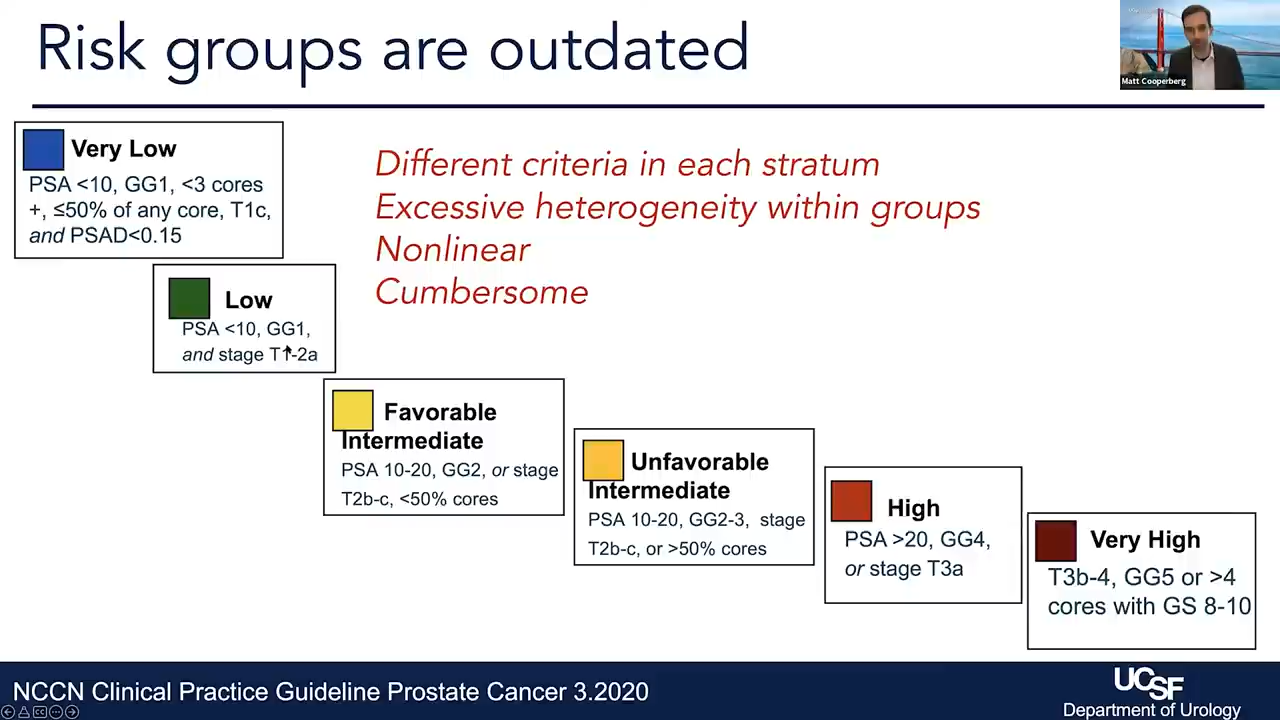 Risk groups are outdated
Matt Cooperberg
Very Low
PSA <10, GG1, <3 cores
+, ≤50% of any core, T1c,
and PSAD<0.15
Different criteria in each stratum
Excessive heterogeneity within groups
Nonlinear
Cumbersome
Low
PSA <10, GG1,
and stage T1-2a
Favorable
Intermediate
PSA 10-20, GG2, or stage
T2b-c, <50% cores
Unfavorable
Intermediate
PSA 10-20, GG2-3, stage
T2b-c, or >50% cores
High
PSA >20, GG4,
or stage T3a
Very High
T3b-4, GG5 or >4
cores with GS 8-10
NCCN Clinical Practice Guideline Prostate Cancer 3.2020
UCSF
Department of Urology